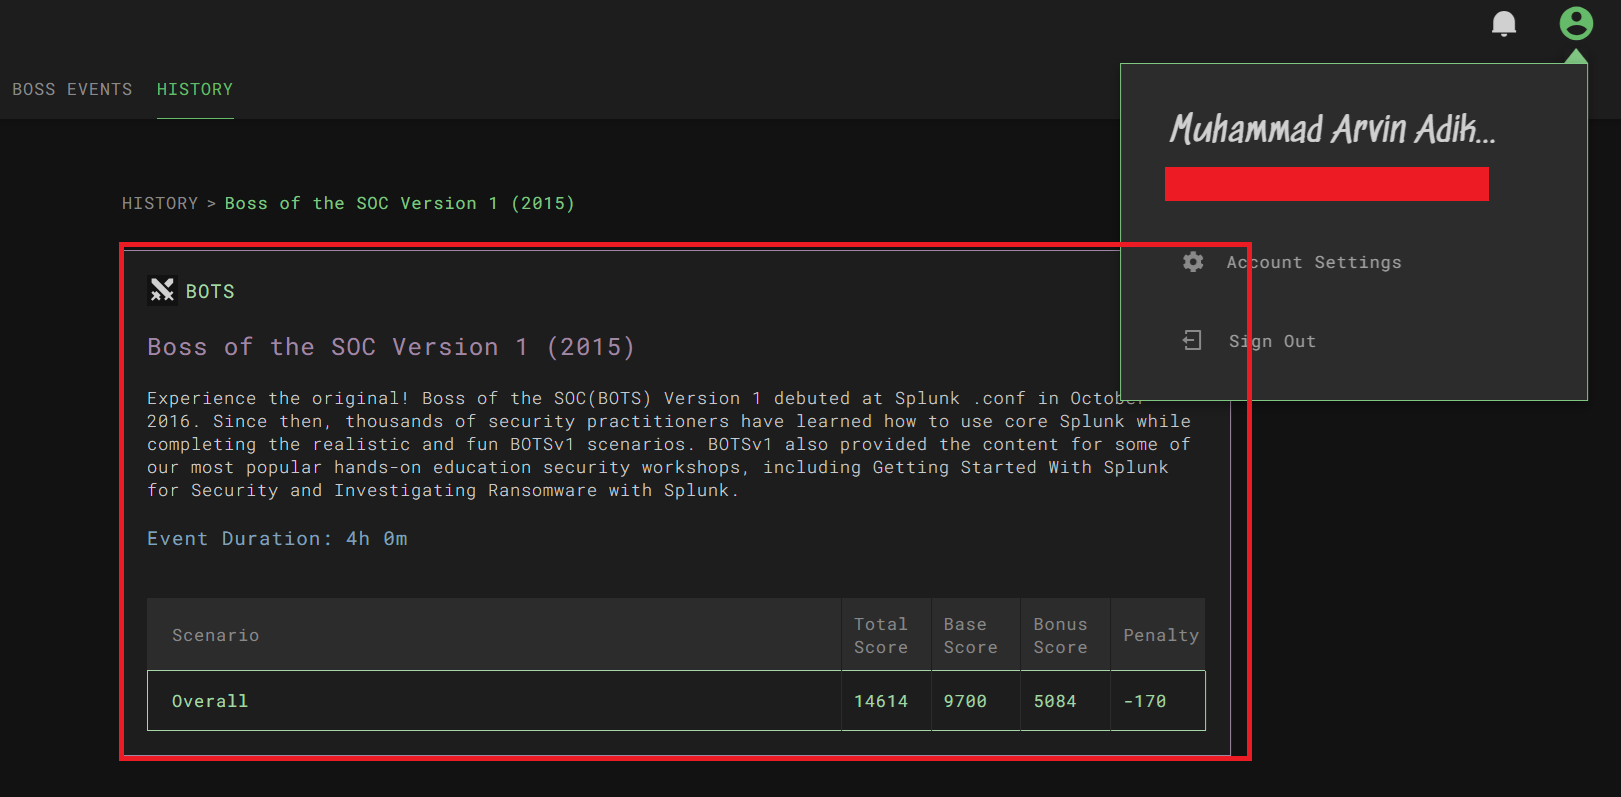 BOSS EVENTS HISTORY
Muhammad Arvin Adik...
HISTORY > Boss of the SOC Version 1 (2015)
Account Settings
Sign Out
BOTS
Boss of the SOC Version 1 (2015)
Experience the original! Boss of the SOC(BOTS) Version 1 debuted at Splunk .conf in October
2016. Since then, thousands of security practitioners have learned how to use core Splunk while
completing the realistic and fun BOTSv1 scenarios. BOTSv1 also provided the content for some of
our most popular hands-on education security workshops, including Getting Started With Splunk
for Security and Investigating Ransomware with Splunk.
Event Duration: 4h 0m
Scenario Total Score Base Score Bonus Score Penalty
Overall 14614 9700 5084 -170